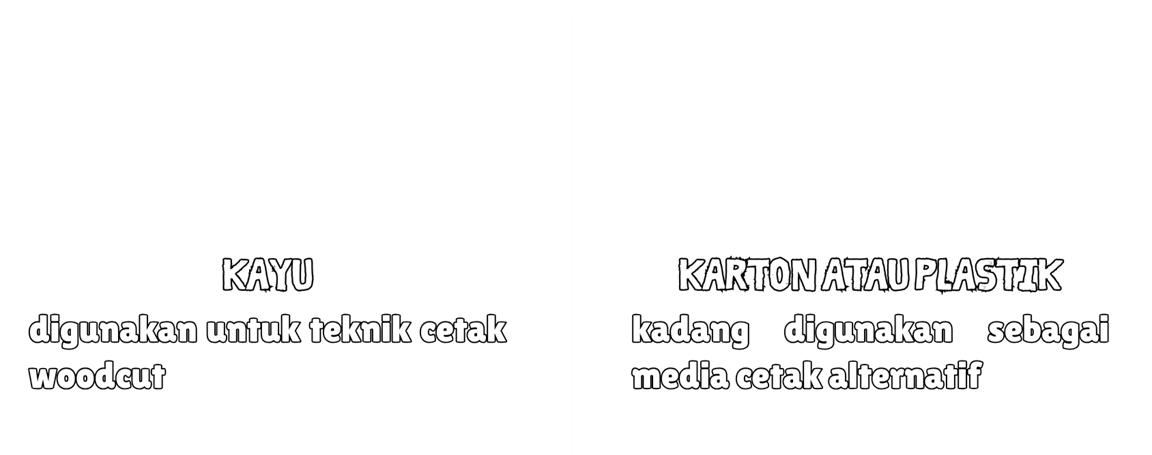 KAYU
digunakan untuk teknik cetak
woodcut
KARTON ATAU PLASTIK
kadang digunakan sebagai
media cetak alternatif